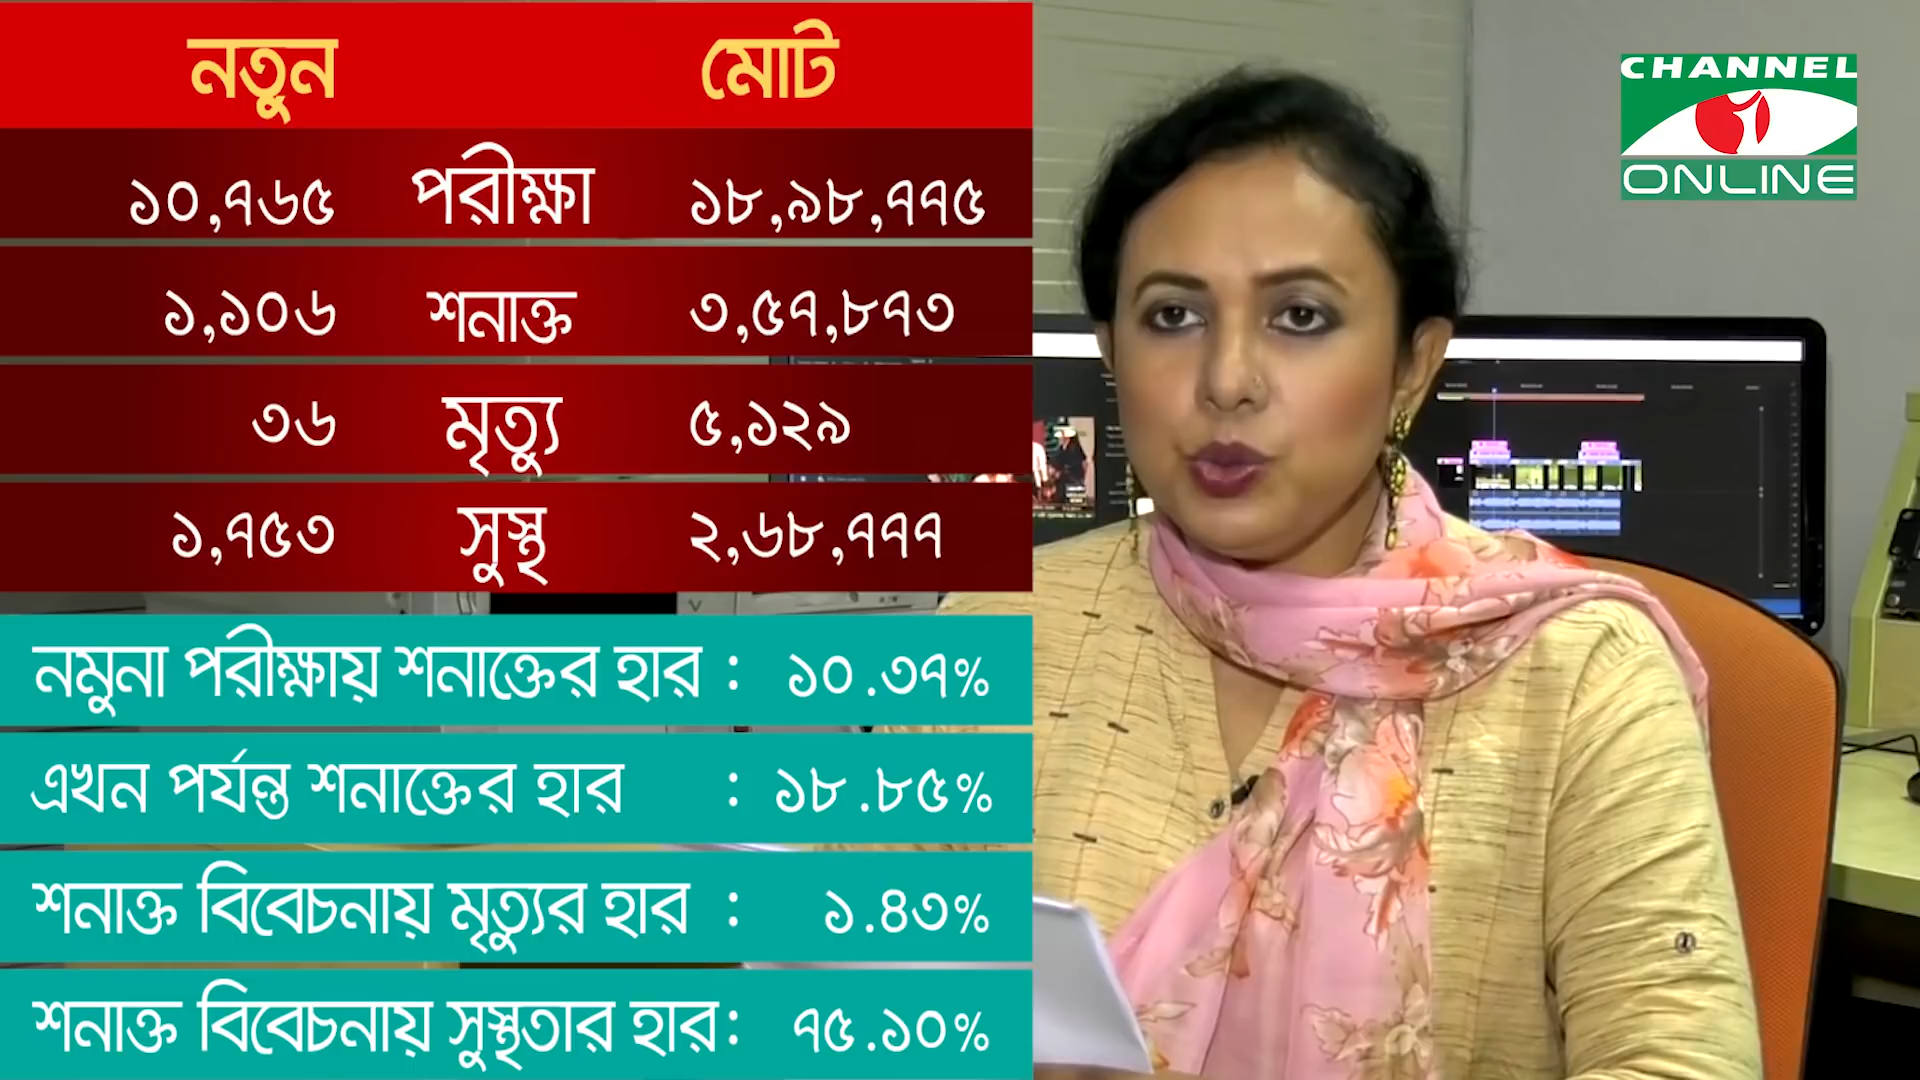 নতুন মোট
১০,৭৬৫ পরীক্ষা ১৮,৯৮,৭৭৫
১,১০৬ শনাক্ত ৩,৫৭,৮৭৩
৩৬ মৃত্যু ৫,১২৯
১,৭৫৩ সুস্থ ২,৬৮,৭৭৭
নমুনা পরীক্ষায় শনাক্তের হার : ১০.৩৭%
এখন পর্যন্ত শনাক্তের হার : ১৮.৮৫%
শনাক্ত বিবেচনায় মৃত্যুর হার : ১.৪৩%
শনাক্ত বিবেচনায় সুস্থতার হার: ৭৫.১০%
CHANNEL
ONLINE